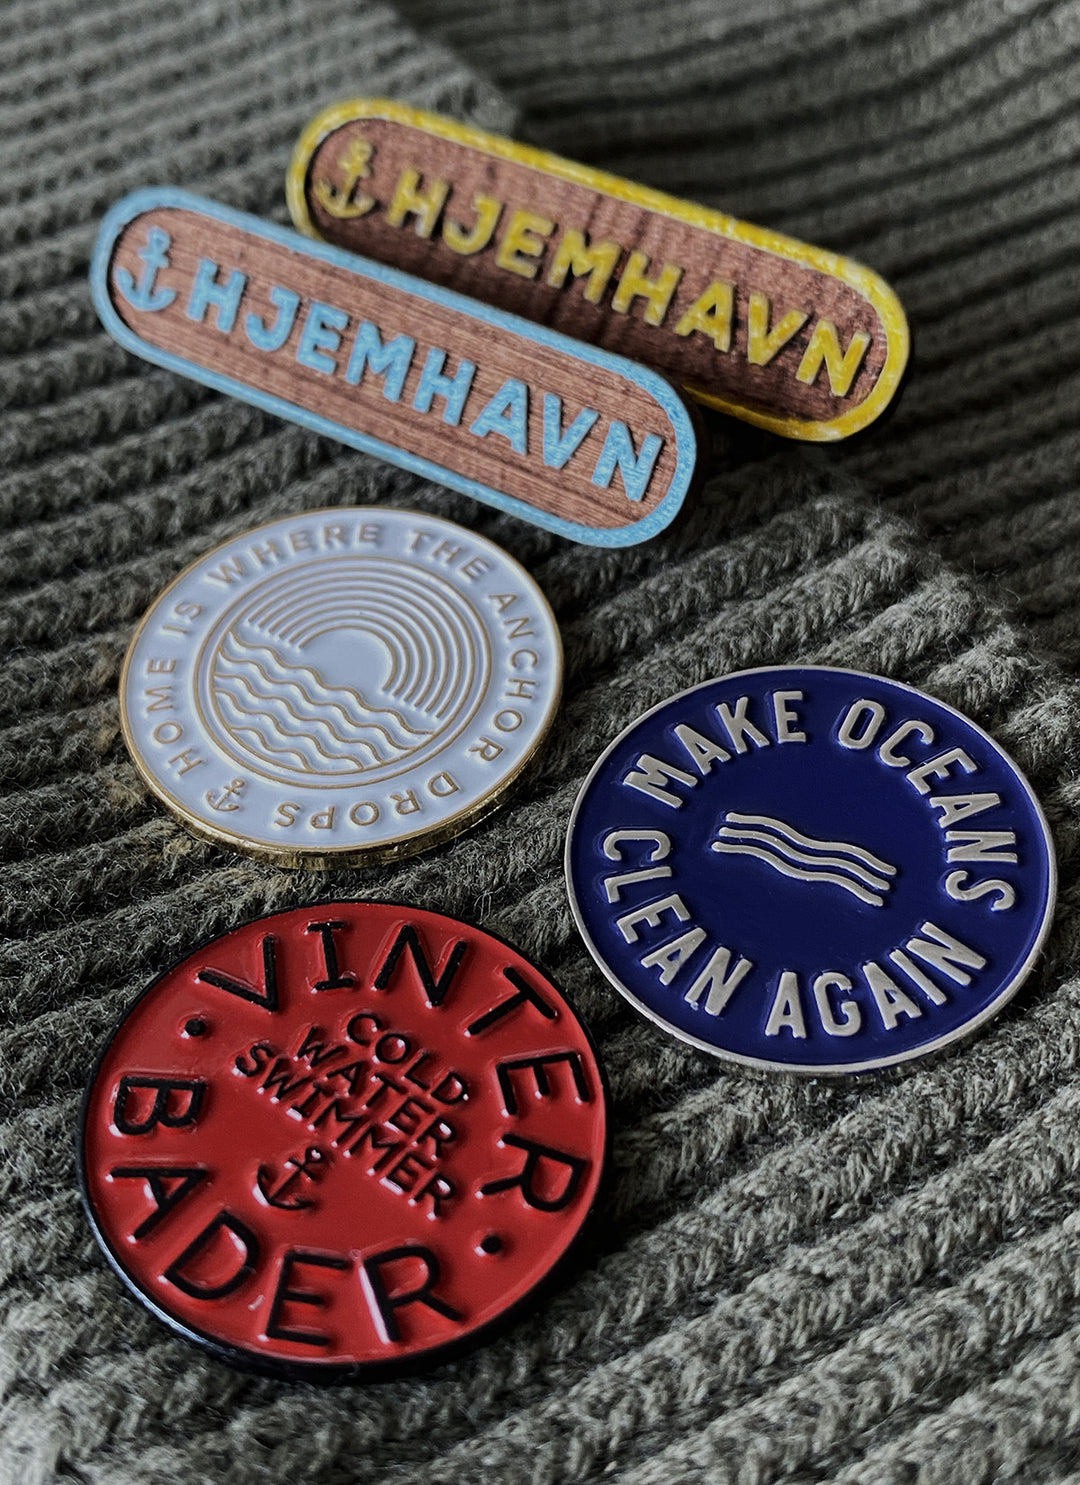 HJEMHAVN
HJEMHAVN
HOME IS WHERE THE ANCHOR DROPS
MAKE OCEANS
CLEAN AGAIN
VINTER
BADER
COLD
WATER
SWIMMER